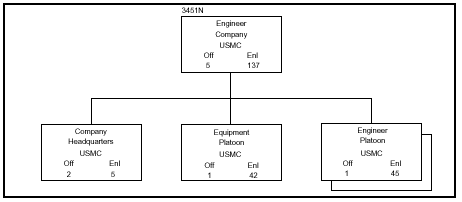 3451N
Engineer
Company
USMC
Off Enl
5 137
Company
Headquarters
USMC
Off Enl
2 5
Equipment
Platoon
USMC
Off Enl
1 42
Engineer
Platoon
USMC
Off Enl
1 45